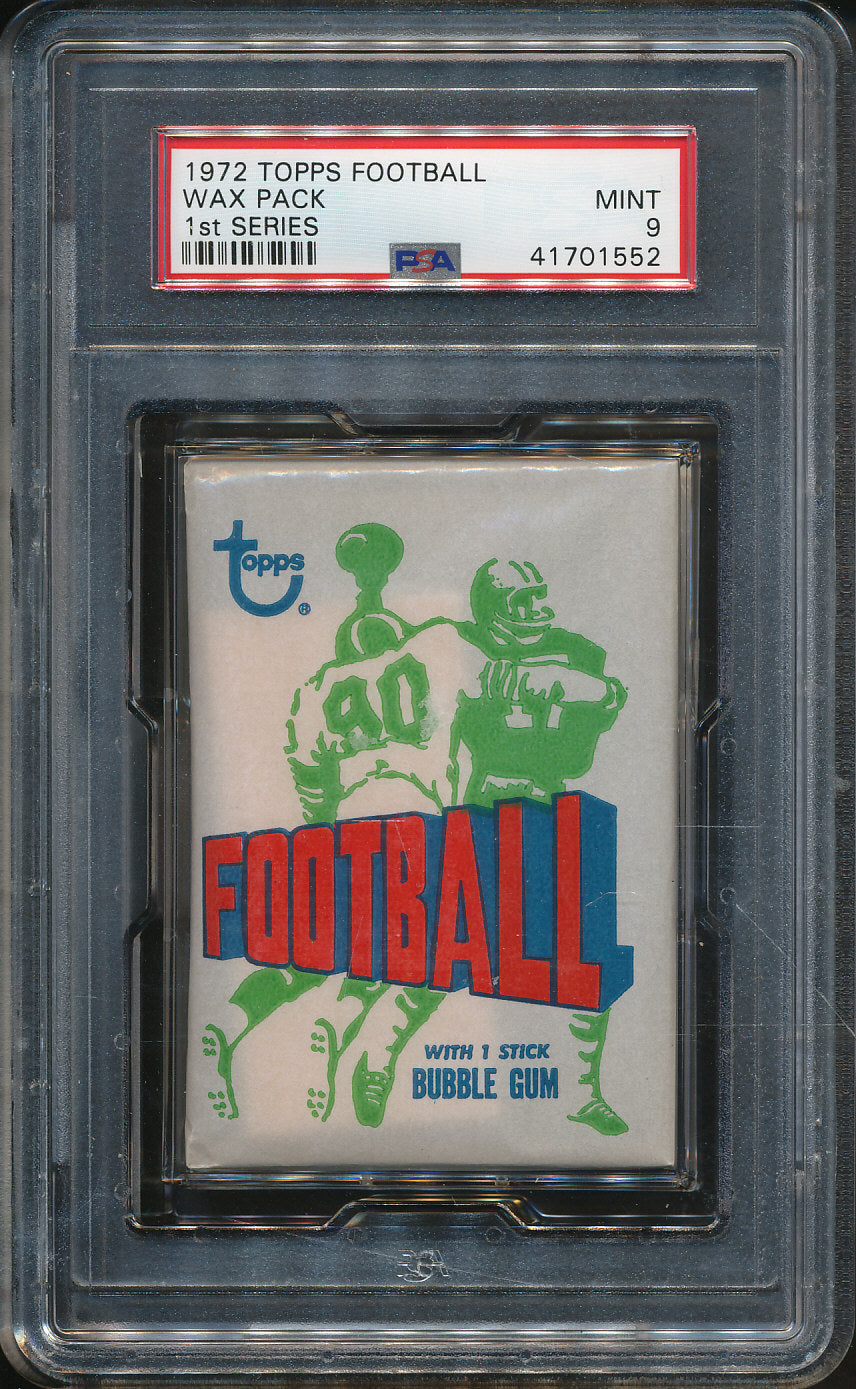 1972 TOPPS FOOTBALL
WAX PACK MINT
1st SERIES 9
PSA 41701552
topps®
90
FOOTBALL
WITH 1 STICK
BUBBLE GUM
PSA